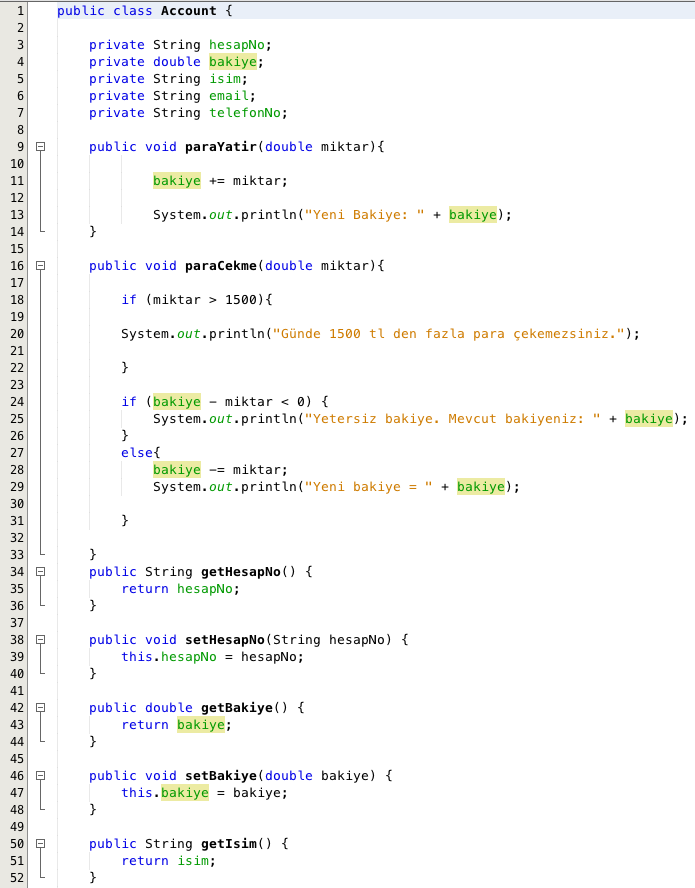 1 public class Account {
2
3 private String hesapNo;
4 private double bakiye;
5 private String isim;
6 private String email;
7 private String telefonNo;
8
9 public void paraYatir(double miktar){
10
11 bakiye += miktar;
12
13 System.out.println("Yeni Bakiye: " + bakiye);
14 }
15
16 public void paraCekme(double miktar){
17
18 if (miktar > 1500){
19
20 System.out.println("Günde 1500 tl den fazla para çekemezsiniz.");
21
22 }
23
24 if (bakiye - miktar < 0) {
25 System.out.println("Yetersiz bakiye. Mevcut bakiyeniz: " + bakiye);
26 }
27 else{
28 bakiye -= miktar;
29 System.out.println("Yeni bakiye = " + bakiye);
30
31 }
32
33 }
34 public String getHesapNo() {
35 return hesapNo;
36 }
37
38 public void setHesapNo(String hesapNo) {
39 this.hesapNo = hesapNo;
40 }
41
42 public double getBakiye() {
43 return bakiye;
44 }
45
46 public void setBakiye(double bakiye) {
47 this.bakiye = bakiye;
48 }
49
50 public String getIsim() {
51 return isim;
52 }